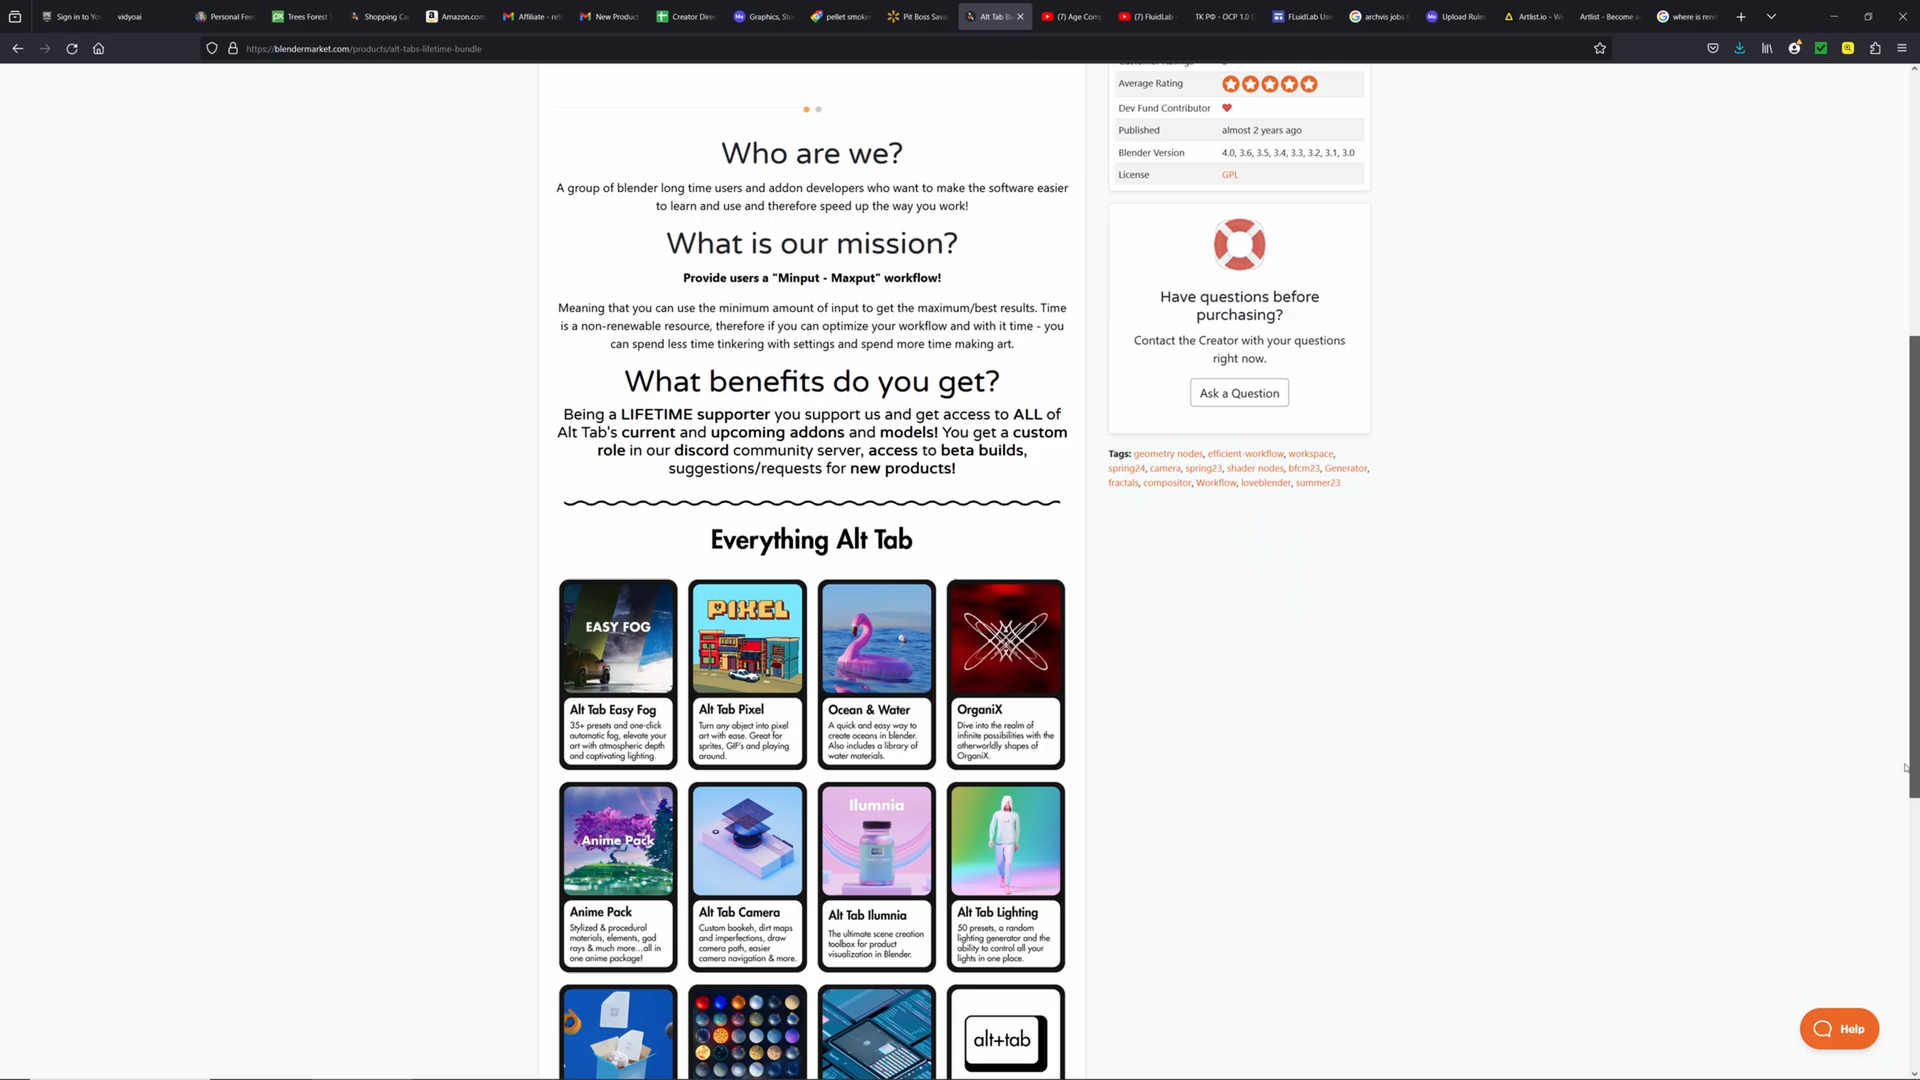 Sign in to Yo
vidyoai
Personal Fee
Trees Forest
Shopping Ca
Amazon.com
Affiliate - ret
New Product
Creator Direc
Graphics, Sto
pellet smoke
Pit Boss Sava
Alt Tab B
(7) Age Comp
(7) FluidLab
ТК РФ - OCP 1.0 D
FLuidLab Use
archvis jobs
Upload Rules
Artlist.io - W
Artlist - Become a
where is ren
https://blendermarket.com/products/alt-tabs-lifetime-bundle
Average Rating
Dev Fund Contributor
Published almost 2 years ago
Blender Version 4.0, 3.6, 3.5, 3.4, 3.3, 3.2, 3.1, 3.0
License GPL
Who are we?
A group of blender long time users and addon developers who want to make the software easier
to learn and use and therefore speed up the way you work!
What is our mission?
Provide users a "Minput - Maxput" workflow!
Meaning that you can use the minimum amount of input to get the maximum/best results. Time
is a non-renewable resource, therefore if you can optimize your workflow and with it time - you
can spend less time tinkering with settings and spend more time making art.
What benefits do you get?
Being a LIFETIME supporter you support us and get access to ALL of
Alt Tab's current and upcoming addons and models! You get a custom
role in our discord community server, access to beta builds,
suggestions/requests for new products!
Have questions before
purchasing?
Contact the Creator with your questions
right now.
Ask a Question
Tags: geometry nodes, efficient-workflow, workspace,
spring24, camera, spring23, shader nodes, bfcm23, Generator,
fractals, compositor, Workflow, loveblender, summer23
Everything Alt Tab
EASY FOG
Alt Tab Easy Fog
35+ presets and one-click
automatic fog, elevate your
art with atmospheric depth
and captivating lighting.
PIXEL
Alt Tab Pixel
Turn any object into pixel
art with ease. Great for
sprites, GIF's and playing
around.
Ocean & Water
A quick and easy way to
create oceans in blender.
Also includes a library of
water materials.
OrganiX
Dive into the realm of
infinite possibilities with the
otherworldly shapes of
OrganiX.
Anime Pack
Anime Pack
Stylized & procedural
materials, elements, god
rays & much more...all in
one anime package!
Alt Tab Camera
Custom bookeh, dirt maps
and imperfections, draw
camera path, easier
camera navigation & more.
Ilumnia
Alt Tab Ilumnia
The ultimate scene creation
toolbox for product
visualization in Blender.
Alt Tab Lighting
50 presets, a random
lighting generator and the
ability to control all your
lights in one place.
alt+tab
Help